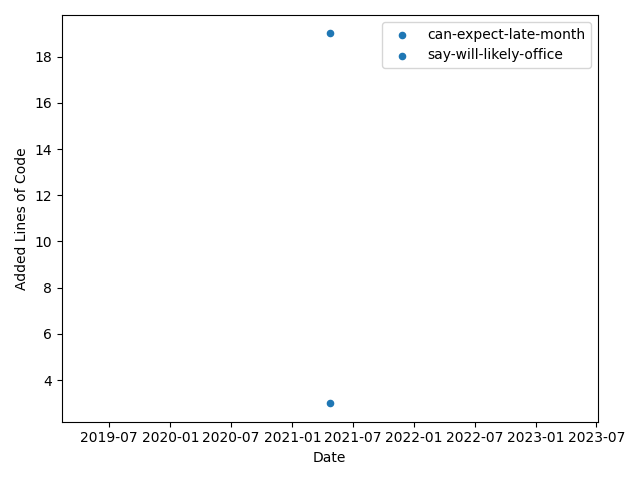 can-expect-late-month
say-will-likely-office
18
16
14
12
10
8
6
4
Added Lines of Code
2019-07 2020-01 2020-07 2021-01 2021-07 2022-01 2022-07 2023-01 2023-07
Date